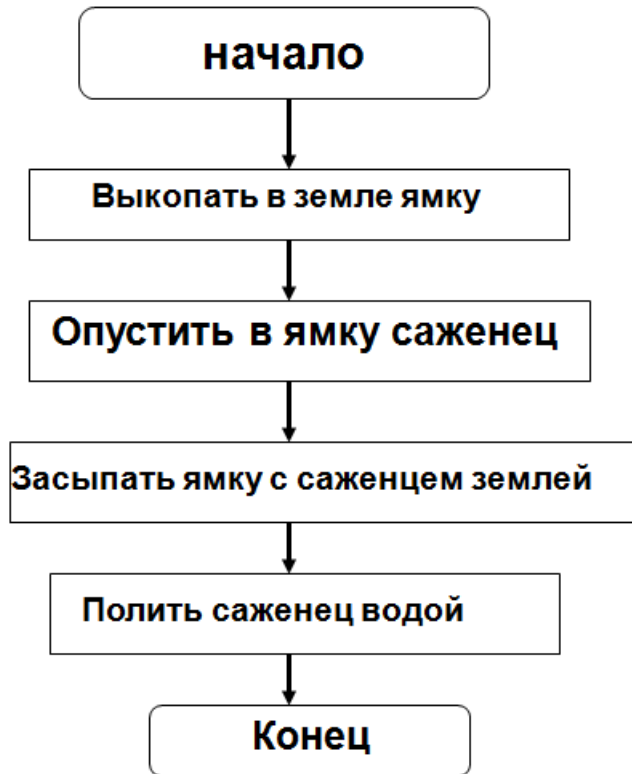 начало
Выкопать в земле ямку
Опустить в ямку саженец
Засыпать ямку с саженцем землей
Полить саженец водой
Конец